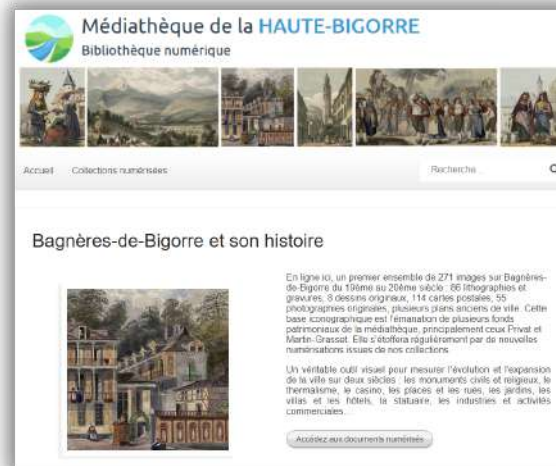 Médiathèque de la HAUTE-BIGORRE
Bibliothèque numérique
Accueil Collections numérisées
Recherche...
Bagnères-de-Bigorre et son histoire
En ligne ici, un premier ensemble de 271 images sur Bagnères-
de-Bigorre du 19ème au 20ème siècle : 86 lithographies et
gravures, 8 dessins originaux, 114 cartes postales, 55
photographies originales, plusieurs plans anciens de ville. Cette
base iconographique est l'émanation de plusieurs fonds
patrimoniaux de la médiathèque, principalement ceux Privat et
Martin-Grasset. Elle s'étoffera régulièrement par de nouvelles
numérisations issues de nos collections.
Un véritable outil visuel pour mesurer l'évolution et l'expansion
de la ville sur deux siècles : les monuments civils et religieux, le
thermalisme, le casino, les places et les rues, les jardins, les
villas et les hôtels, la statuaire, les industries et activités
commerciales...
Accédez aux documents numérisés